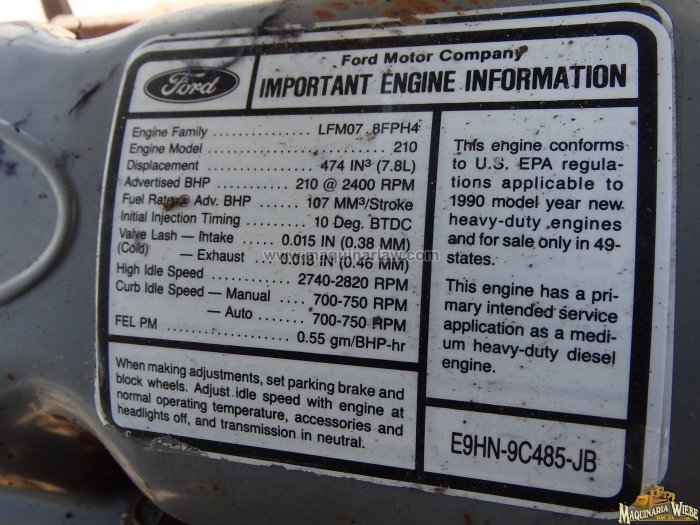 Ford Motor Company
Ford
IMPORTANT ENGINE INFORMATION
Engine Family .......... LFM07 8FPH4
Engine Model .......... 210
Displacement .......... 474 IN³ (7.8L)
Advertised BHP .......... 210 @ 2400 RPM
Fuel Rate @ Adv. BHP .......... 107 MM³/Stroke
Initial Injection Timing .......... 10 Deg. BTDC
Valve Lash — Intake .......... 0.015 IN (0.38 MM)
(Cold) — Exhaust .......... 0.018 IN (0.46 MM)
High Idle Speed .......... 2740-2820 RPM
Curb Idle Speed — Manual .......... 700-750 RPM
— Auto .......... 700-750 RPM
FEL PM .......... 0.55 gm/BHP-hr
When making adjustments, set parking brake and
block wheels. Adjust idle speed with engine at
normal operating temperature, accessories and
headlights off, and transmission in neutral.
This engine conforms
to U.S. EPA regula-
tions applicable to
1990 model year new
heavy-duty engines
and for sale only in 49-
states.
This engine has a pri-
mary intended service
application as a medi-
um heavy-duty diesel
engine.
E9HN-9C485-JB
www.maquinariaw.com
MAQUINARIA WIEBE